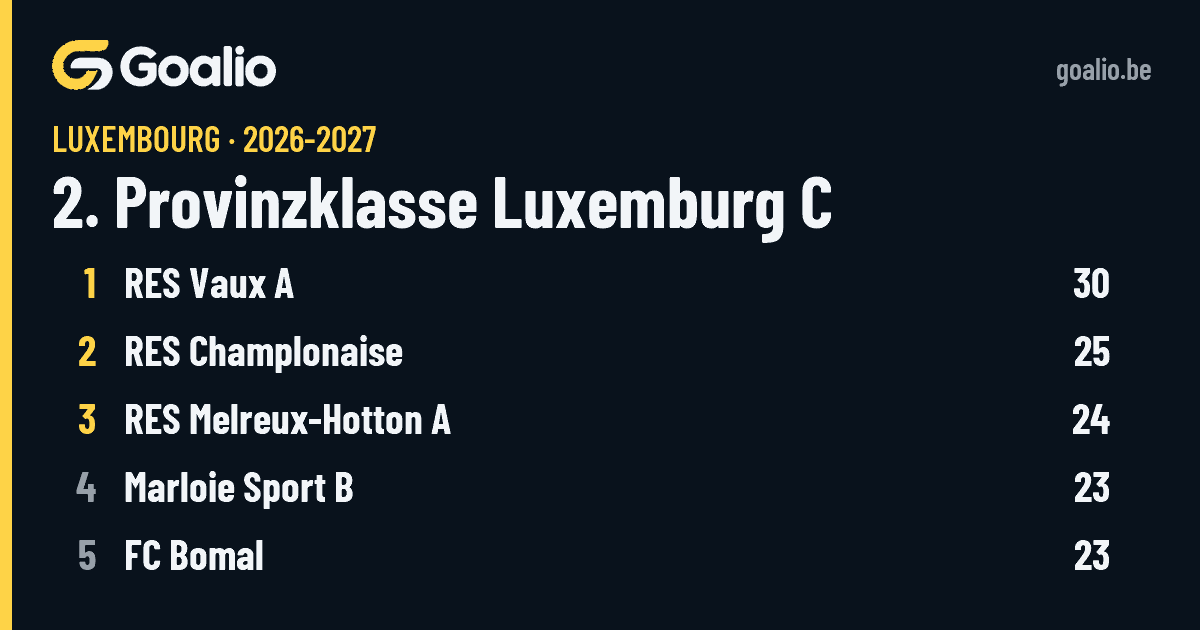 Goalio
goalio.be
LUXEMBOURG · 2026-2027
2. Provinzklasse Luxemburg C
1 RES Vaux A 30
2 RES Champlonaise 25
3 RES Melreux-Hotton A 24
4 Marloie Sport B 23
5 FC Bomal 23